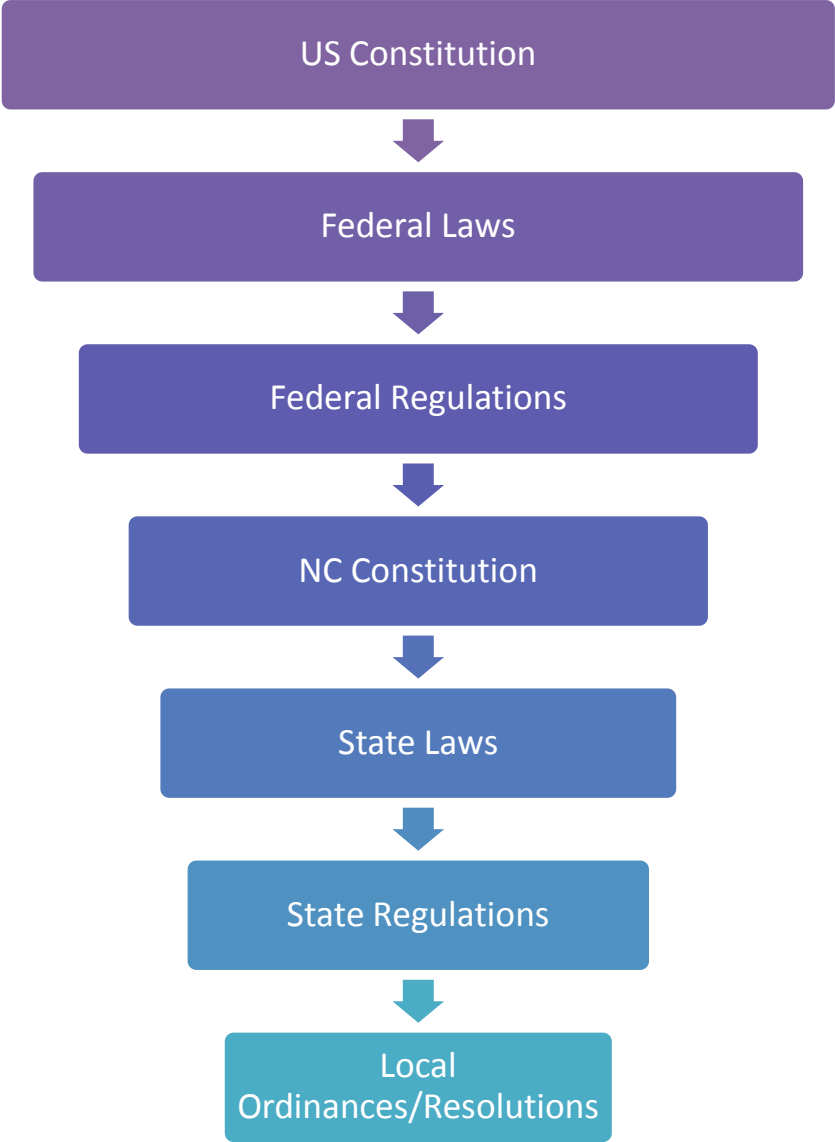 US Constitution
Federal Laws
Federal Regulations
NC Constitution
State Laws
State Regulations
Local
Ordinances/Resolutions